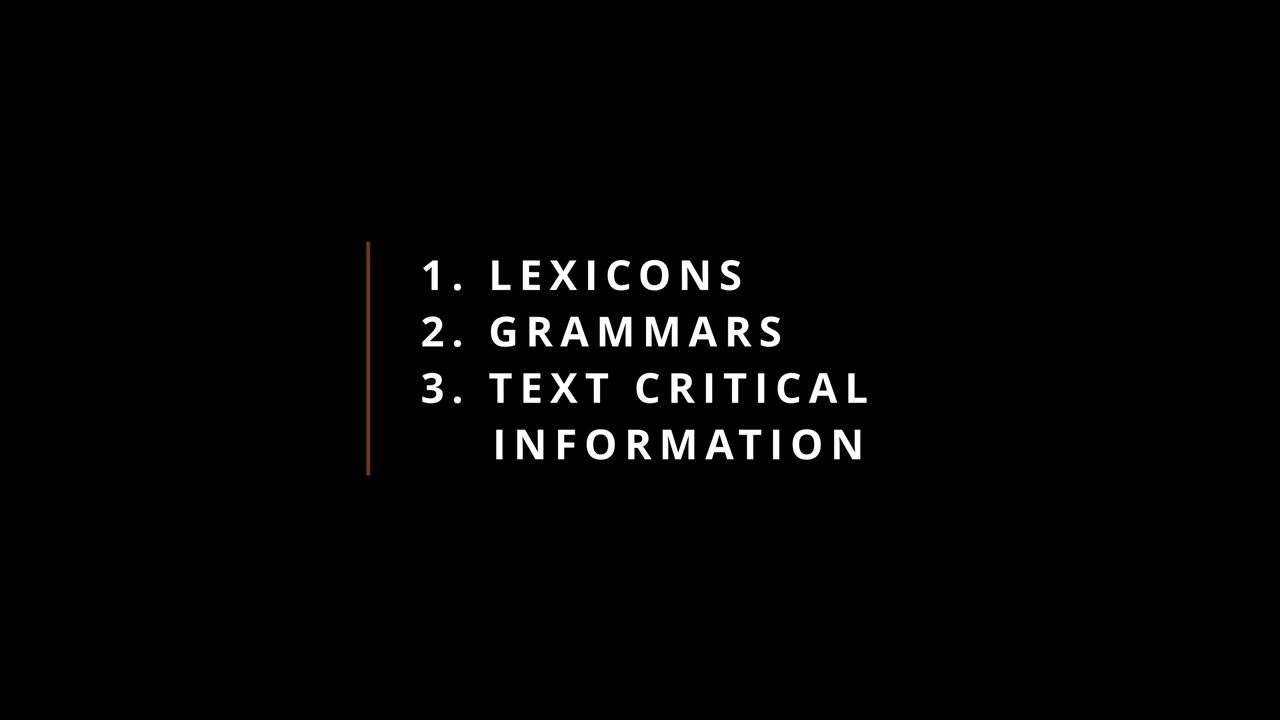 1. LEXICONS
2. GRAMMARS
3. TEXT CRITICAL
INFORMATION